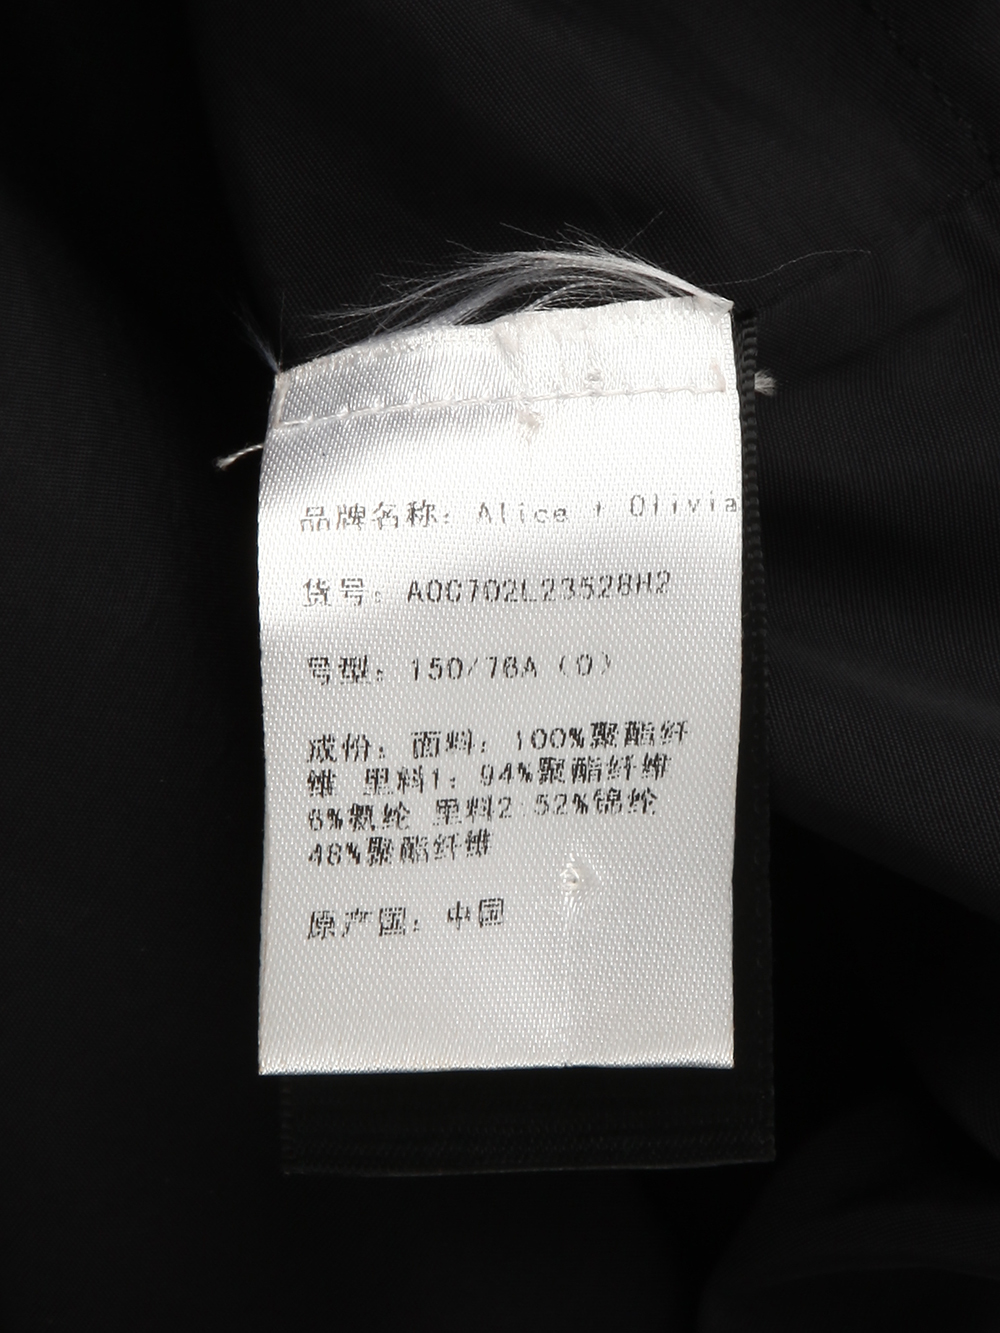 品牌名称: Alice + Olivia
货号: AOC702L23528H2
号型: 150/76A (0)
成份: 面料: 100%聚酯纤
维 里料1: 94%聚酯纤维
6%氨纶 里料2:52%锦纶
48%聚酯纤维
原产国: 中国